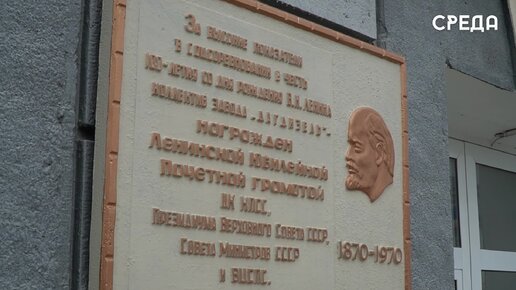 СРЕДА
За высокие показатели
в соцсоревновании в честь
100-летия со дня рождения В.И. Ленина
коллектив завода „Дагдизель"
награжден
Ленинской Юбилейной
почетной грамотой
ЦК КПСС,
Президиума Верховного Совета СССР,
Совета Министров СССР
и ВЦСПС.
1870-1970